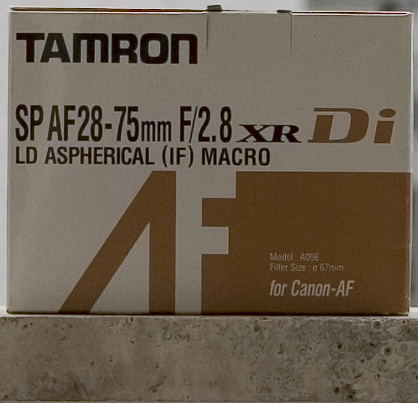 TAMRON
SP AF28-75mm F/2.8 XR Di
LD ASPHERICAL (IF) MACRO
AF
Model : A09E
Filter Size : ø 67mm
for Canon-AF